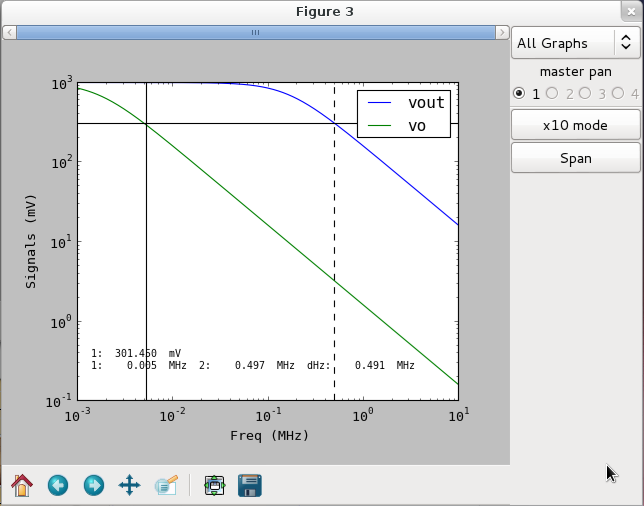 Figure 3
All Graphs
master pan
1 2 3 4
x10 mode
Span
vout
vo
Signals (mV)
10^3
10^2
10^1
10^0
10^-1
1: 301.450 mV
1: 0.005 MHz 2: 0.497 MHz dHz: 0.491 MHz
10^-3 10^-2 10^-1 10^0 10^1
Freq (MHz)